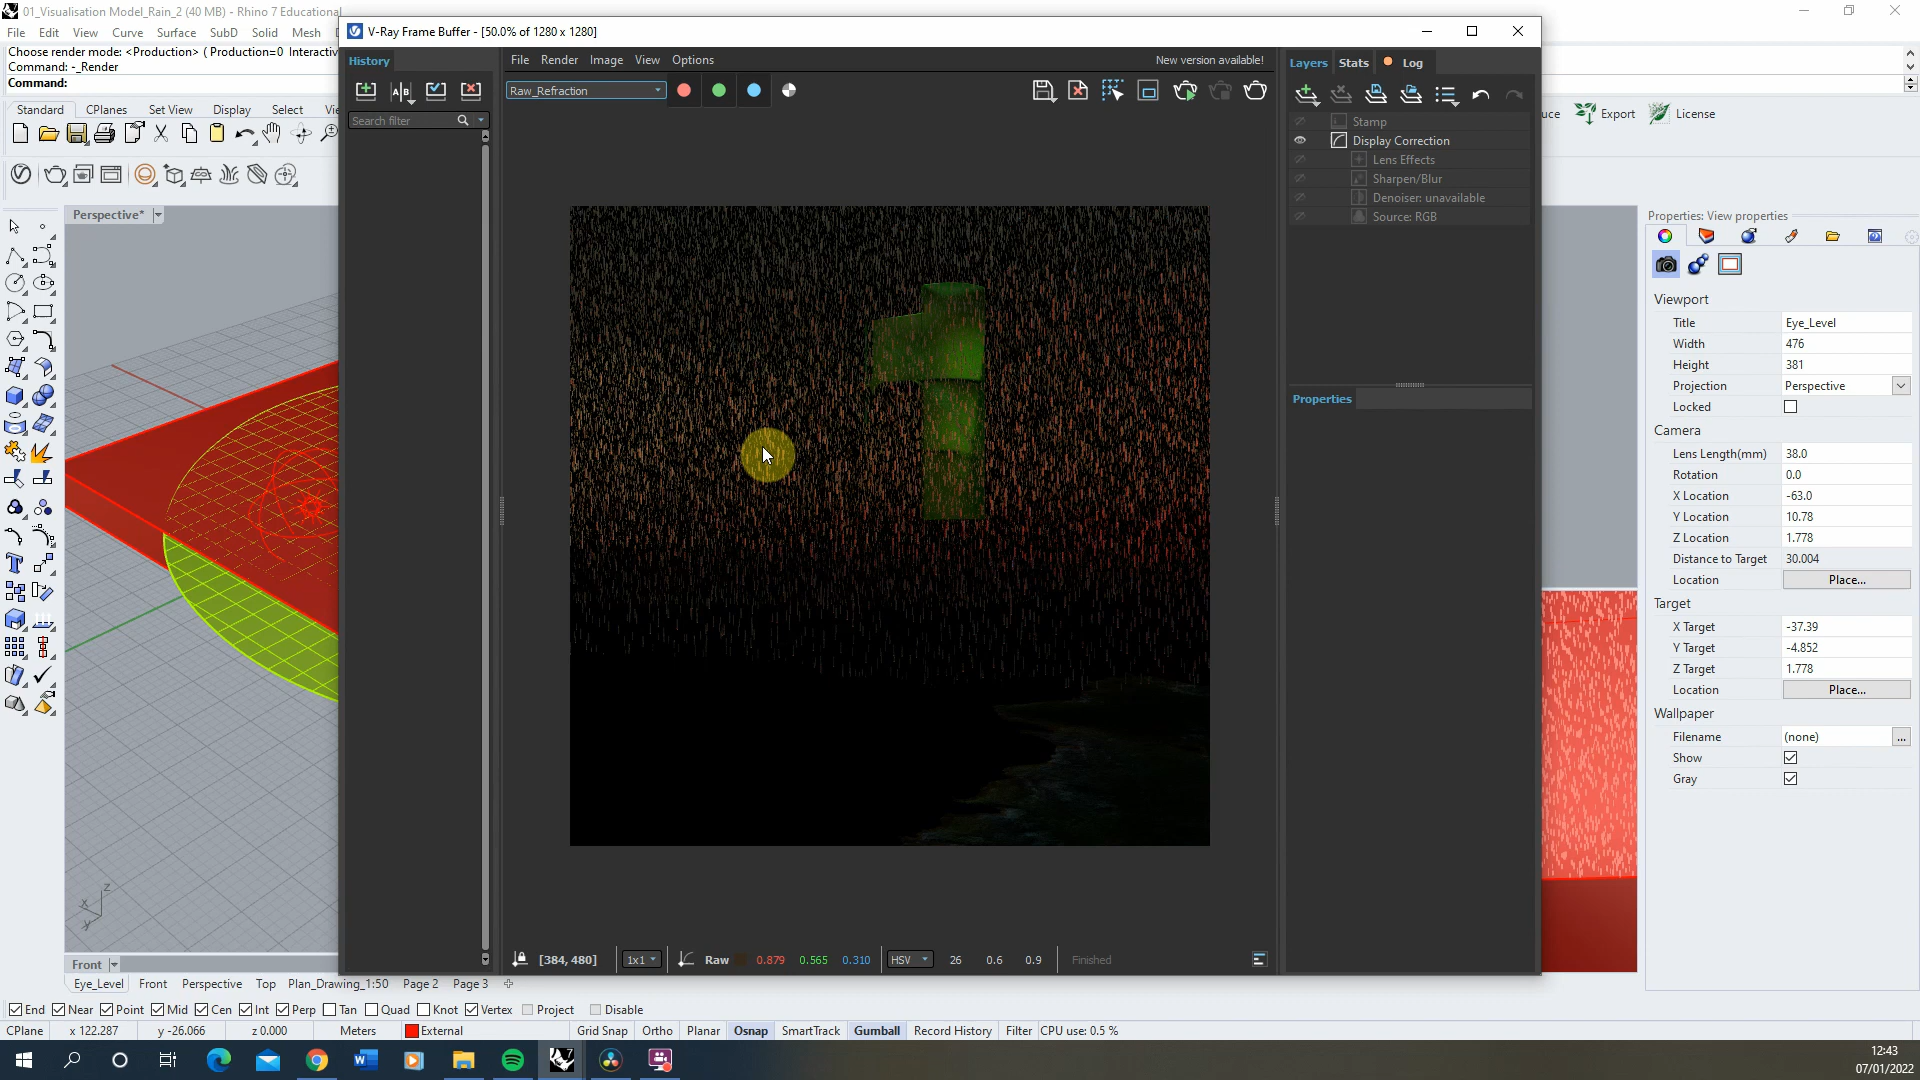 01_Visualisation Model_Rain_2 (40 MB) - Rhino 7 Educational
File Edit View Curve Surface SubD Solid Mesh
Choose render mode: <Production> ( Production=0 Interactiv
Command: -_Render
Command:
Standard CPlanes Set View Display Select
V-Ray Frame Buffer - [50.0% of 1280 x 1280]
History
File Render Image View Options
New version available!
Raw_Refraction
Search filter
Layers Stats Log
Stamp
Display Correction
Lens Effects
Sharpen/Blur
Denoiser: unavailable
Source: RGB
Properties
[384, 480] 1x1 Raw 0.879 0.565 0.310 HSV 26 0.6 0.9 Finished
uce Export License
Perspective*
Properties: View properties
Viewport
Title Eye_Level
Width 476
Height 381
Projection Perspective
Locked
Camera
Lens Length(mm) 38.0
Rotation 0.0
X Location -63.0
Y Location 10.78
Z Location 1.778
Distance to Target 30.004
Location Place...
Target
X Target -37.39
Y Target -4.852
Z Target 1.778
Location Place...
Wallpaper
Filename (none) ...
Show
Gray
z
x
y
Front
Eye_Level Front Perspective Top Plan_Drawing_1:50 Page 2 Page 3
End Near Point Mid Cen Int Perp Tan Quad Knot Vertex Project Disable
CPlane x 122.287 y -26.066 z 0.000 Meters External Grid Snap Ortho Planar Osnap SmartTrack Gumball Record History Filter CPU use: 0.5 %
12:43
07/01/2022